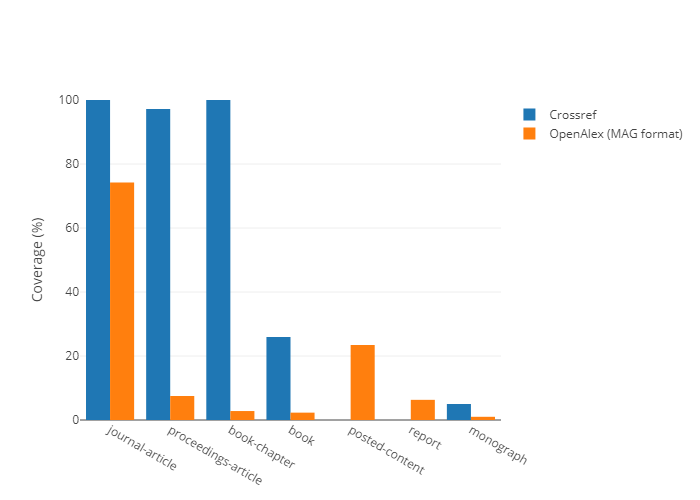 100
80
60
40
20
0
Coverage (%)
journal-article
proceedings-article
book-chapter
book
posted-content
report
monograph
Crossref
OpenAlex (MAG format)